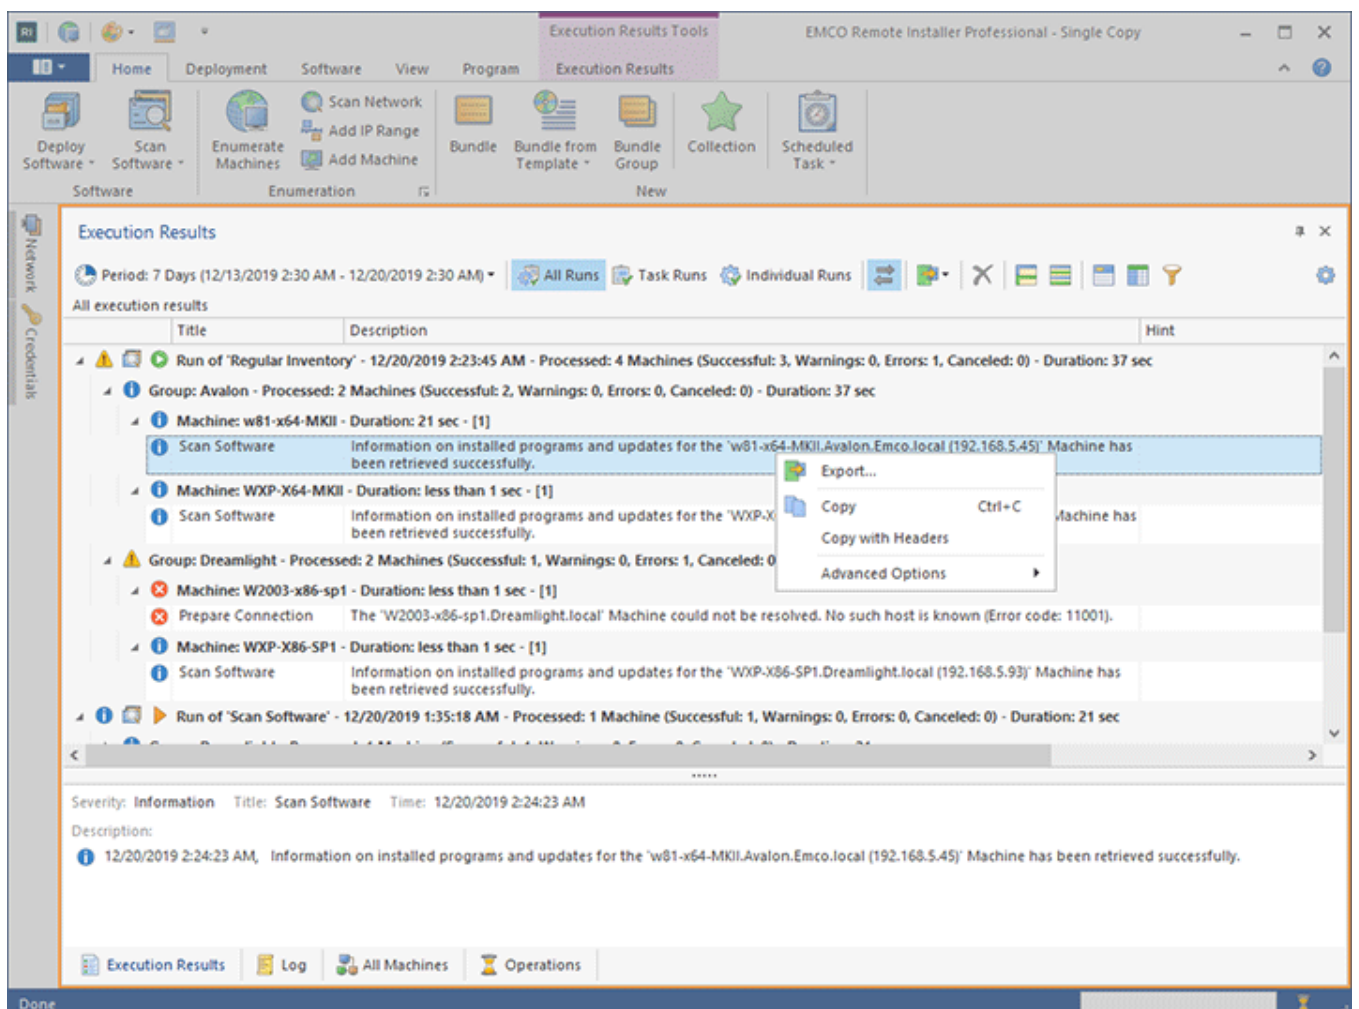 RI
Execution Results Tools
EMCO Remote Installer Professional - Single Copy
Home
Deployment
Software
View
Program
Execution Results
Deploy Software
Scan Software
Software
Enumerate Machines
Scan Network
Add IP Range
Add Machine
Enumeration
Bundle
Bundle from Template
Bundle Group
Collection
Scheduled Task
New
Network
Credentials
Execution Results
Period: 7 Days (12/13/2019 2:30 AM - 12/20/2019 2:30 AM)
All Runs
Task Runs
Individual Runs
All execution results
Title
Description
Hint
Run of 'Regular Inventory' - 12/20/2019 2:23:45 AM - Processed: 4 Machines (Successful: 3, Warnings: 0, Errors: 1, Canceled: 0) - Duration: 37 sec
Group: Avalon - Processed: 2 Machines (Successful: 2, Warnings: 0, Errors: 0, Canceled: 0) - Duration: 37 sec
Machine: w81-x64-MKII - Duration: 21 sec - [1]
Scan Software
Information on installed programs and updates for the 'w81-x64-MKII.Avalon.Emco.local (192.168.5.45)' Machine has
been retrieved successfully.
Machine: WXP-X64-MKII - Duration: less than 1 sec - [1]
Scan Software
Information on installed programs and updates for the 'WXP-X
Machine has
been retrieved successfully.
Group: Dreamlight - Processed: 2 Machines (Successful: 1, Warnings: 0, Errors: 1, Canceled: 0
Machine: W2003-x86-sp1 - Duration: less than 1 sec - [1]
Prepare Connection
The 'W2003-x86-sp1.Dreamlight.local' Machine could not be resolved. No such host is known (Error code: 11001).
Machine: WXP-X86-SP1 - Duration: less than 1 sec - [1]
Scan Software
Information on installed programs and updates for the 'WXP-X86-SP1.Dreamlight.local (192.168.5.93)' Machine has
been retrieved successfully.
Run of 'Scan Software' - 12/20/2019 1:35:18 AM - Processed: 1 Machine (Successful: 1, Warnings: 0, Errors: 0, Canceled: 0) - Duration: 21 sec
Export...
Copy Ctrl+C
Copy with Headers
Advanced Options
Severity: Information Title: Scan Software Time: 12/20/2019 2:24:23 AM
Description:
12/20/2019 2:24:23 AM, Information on installed programs and updates for the 'w81-x64-MKII.Avalon.Emco.local (192.168.5.45)' Machine has been retrieved successfully.
Execution Results
Log
All Machines
Operations
Done